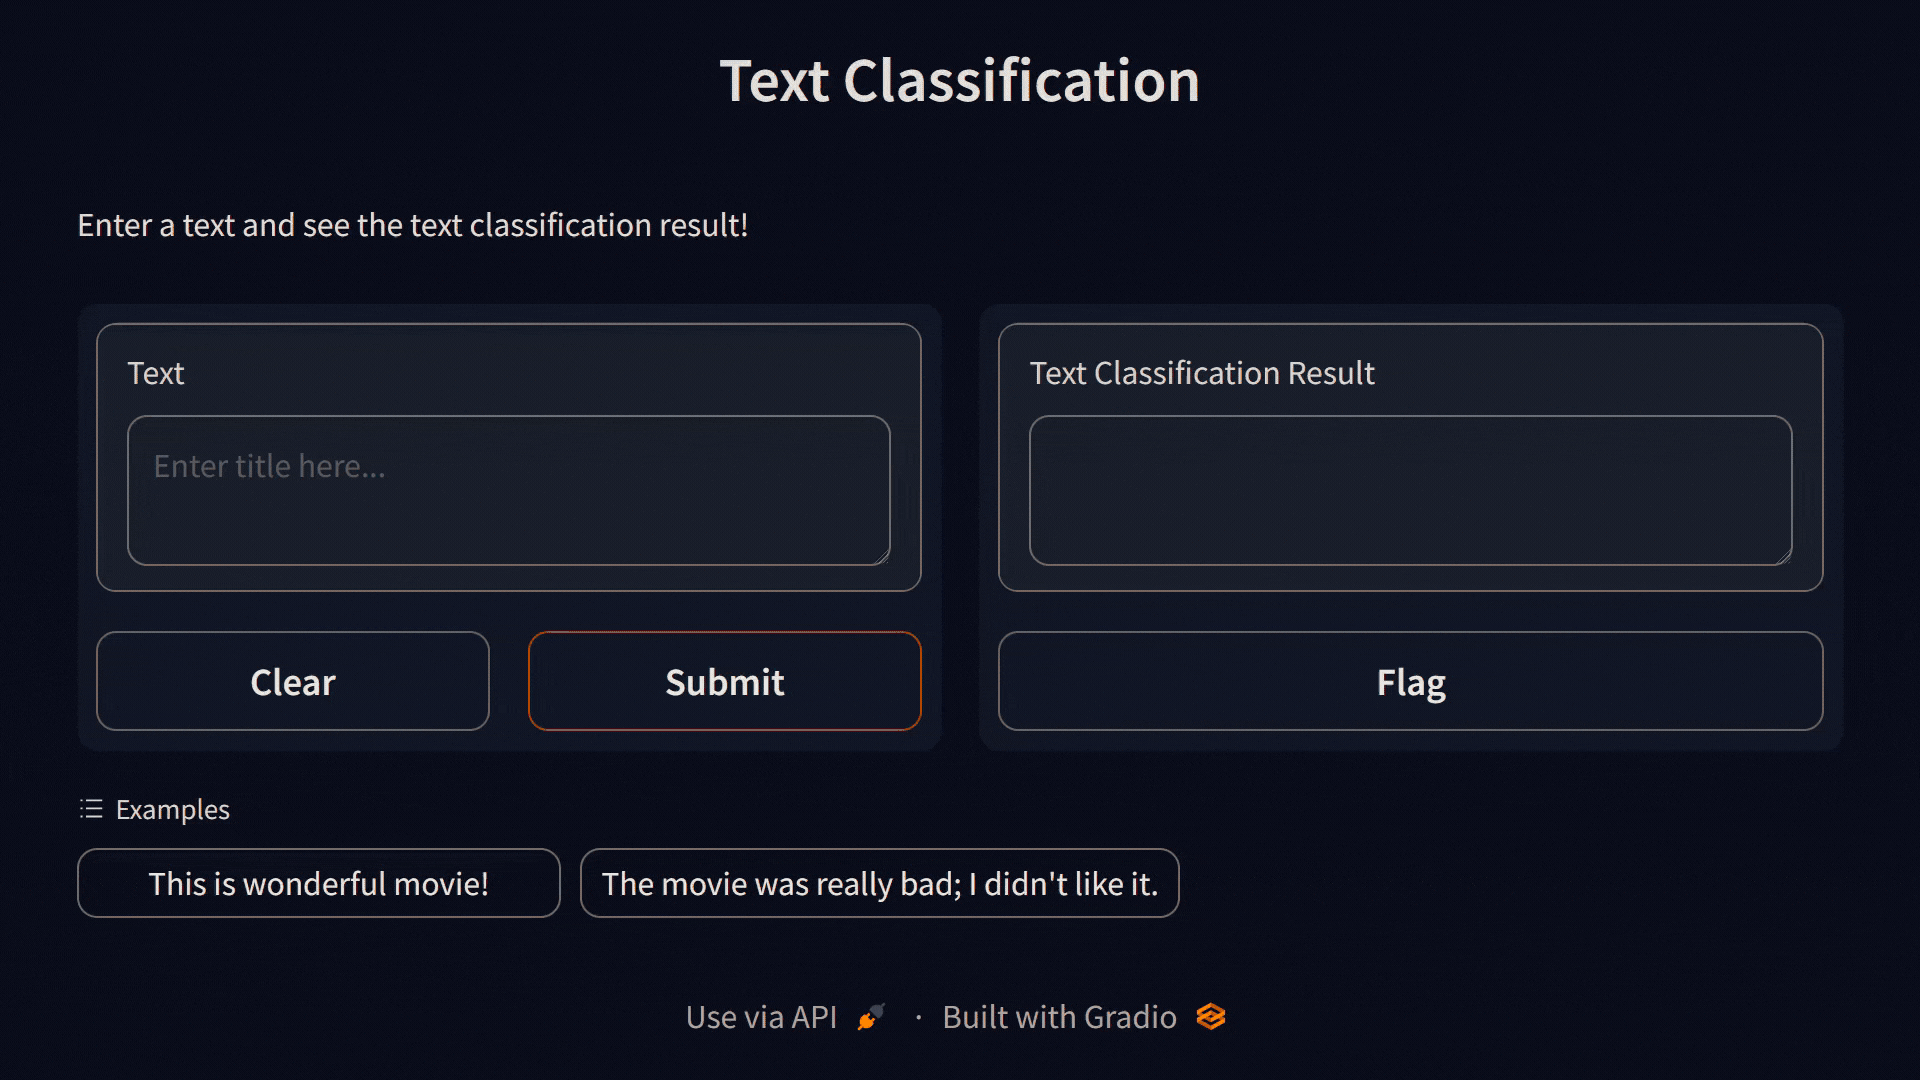 Text Classification
Enter a text and see the text classification result!
Text
Enter title here...
Clear
Submit
Text Classification Result
Flag
Examples
This is wonderful movie!
The movie was really bad; I didn't like it.
Use via API · Built with Gradio